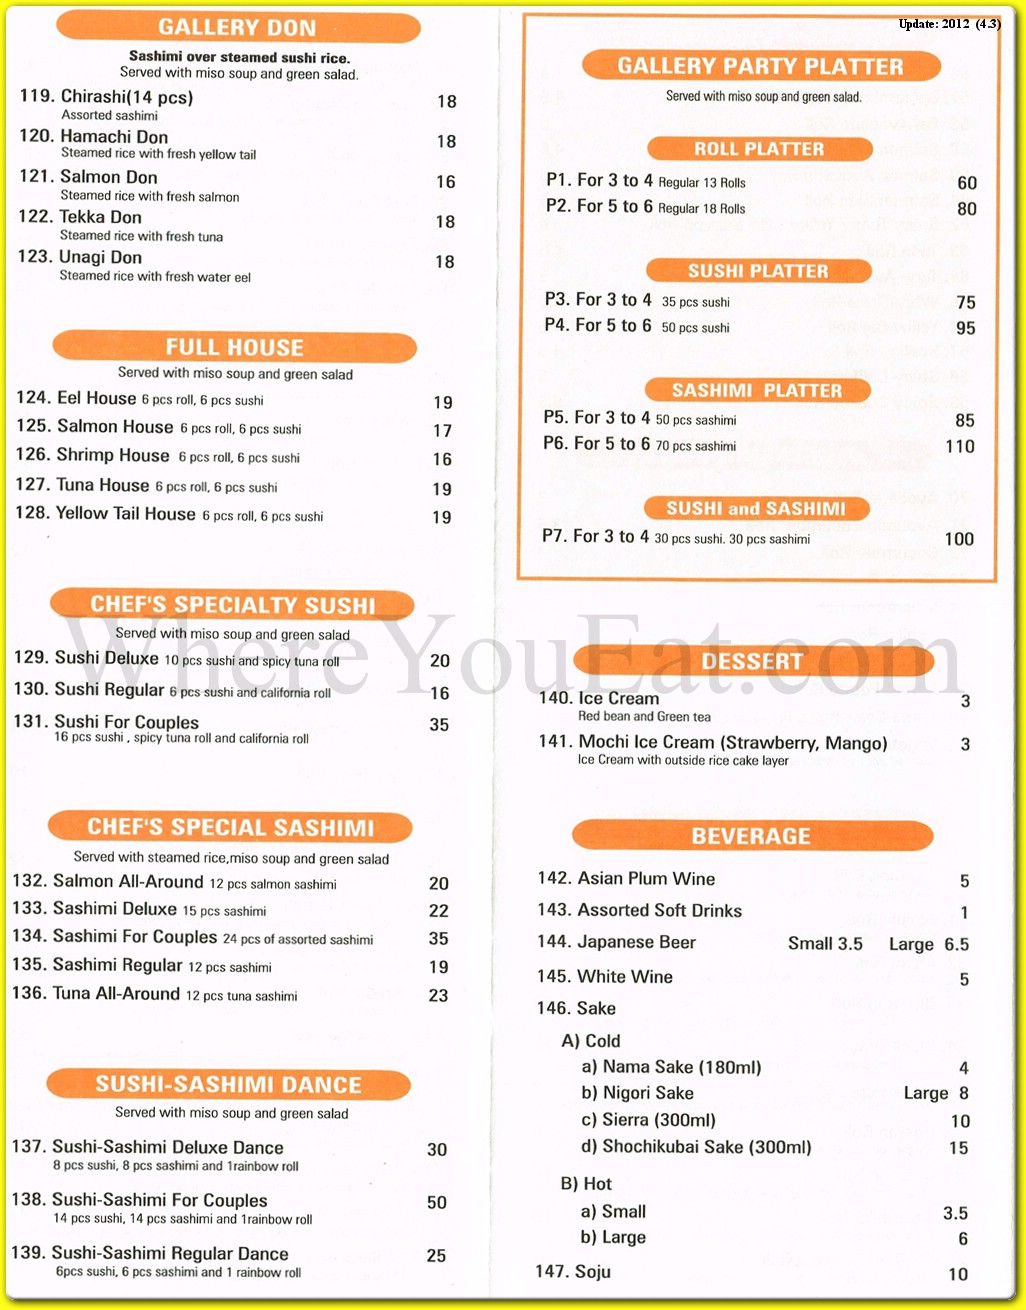 Update: 2012 (4.3)
GALLERY DON
Sashimi over steamed sushi rice.
Served with miso soup and green salad.
119. Chirashi(14 pcs) 18
Assorted sashimi
120. Hamachi Don 18
Steamed rice with fresh yellow tail
121. Salmon Don 16
Steamed rice with fresh salmon
122. Tekka Don 18
Steamed rice with fresh tuna
123. Unagi Don 18
Steamed rice with fresh water eel
FULL HOUSE
Served with miso soup and green salad
124. Eel House 6 pcs roll, 6 pcs sushi 19
125. Salmon House 6 pcs roll, 6 pcs sushi 17
126. Shrimp House 6 pcs roll, 6 pcs sushi 16
127. Tuna House 6 pcs roll, 6 pcs sushi 19
128. Yellow Tail House 6 pcs roll, 6 pcs sushi 19
CHEF'S SPECIALTY SUSHI
Served with miso soup and green salad
129. Sushi Deluxe 10 pcs sushi and spicy tuna roll 20
130. Sushi Regular 6 pcs sushi and california roll 16
131. Sushi For Couples 35
16 pcs sushi , spicy tuna roll and california roll
CHEF'S SPECIAL SASHIMI
Served with steamed rice,miso soup and green salad
132. Salmon All-Around 12 pcs salmon sashimi 20
133. Sashimi Deluxe 15 pcs sashimi 22
134. Sashimi For Couples 24 pcs of assorted sashimi 35
135. Sashimi Regular 12 pcs sashimi 19
136. Tuna All-Around 12 pcs tuna sashimi 23
SUSHI-SASHIMI DANCE
Served with miso soup and green salad
137. Sushi-Sashimi Deluxe Dance 30
8 pcs sushi, 8 pcs sashimi and 1rainbow roll
138. Sushi-Sashimi For Couples 50
14 pcs sushi, 14 pcs sashimi and 1rainbow roll
139. Sushi-Sashimi Regular Dance 25
6pcs sushi, 6 pcs sashimi and 1 rainbow roll
GALLERY PARTY PLATTER
Served with miso soup and green salad.
ROLL PLATTER
P1. For 3 to 4 Regular 13 Rolls 60
P2. For 5 to 6 Regular 18 Rolls 80
SUSHI PLATTER
P3. For 3 to 4 35 pcs sushi 75
P4. For 5 to 6 50 pcs sushi 95
SASHIMI PLATTER
P5. For 3 to 4 50 pcs sashimi 85
P6. For 5 to 6 70 pcs sashimi 110
SUSHI and SASHIMI
P7. For 3 to 4 30 pcs sushi. 30 pcs sashimi 100
WhereYouEat.com
DESSERT
140. Ice Cream 3
Red bean and Green tea
141. Mochi Ice Cream (Strawberry, Mango) 3
Ice Cream with outside rice cake layer
BEVERAGE
142. Asian Plum Wine 5
143. Assorted Soft Drinks 1
144. Japanese Beer Small 3.5 Large 6.5
145. White Wine 5
146. Sake
A) Cold
a) Nama Sake (180ml) 4
b) Nigori Sake Large 8
c) Sierra (300ml) 10
d) Shochikubai Sake (300ml) 15
B) Hot
a) Small 3.5
b) Large 6
147. Soju 10